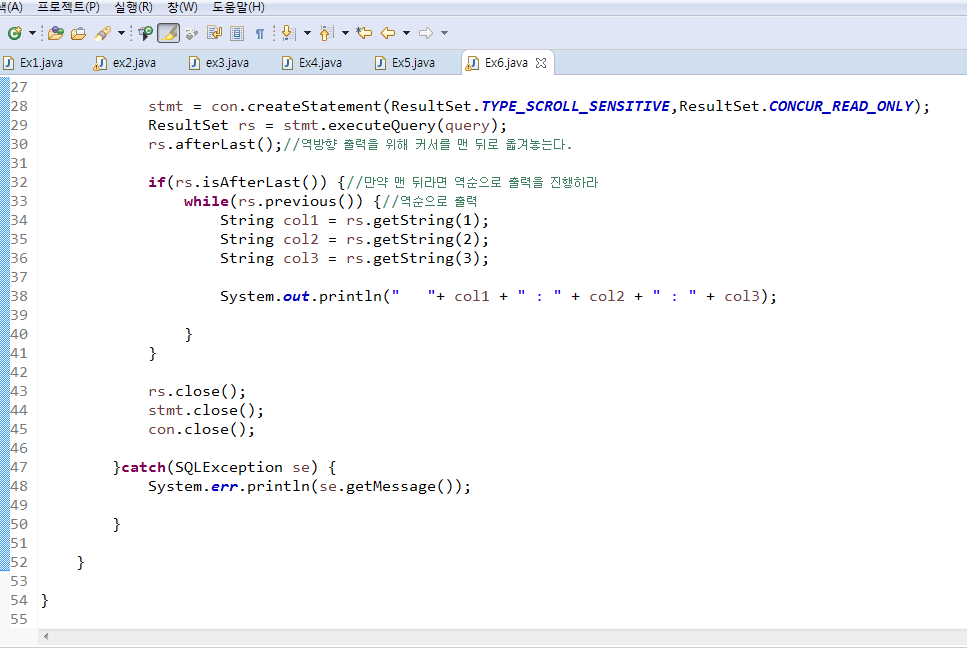 색(A) 프로젝트(P) 실행(R) 창(W) 도움말(H)
Ex1.java ex2.java ex3.java Ex4.java Ex5.java Ex6.java
27
28 stmt = con.createStatement(ResultSet.TYPE_SCROLL_SENSITIVE,ResultSet.CONCUR_READ_ONLY);
29 ResultSet rs = stmt.executeQuery(query);
30 rs.afterLast();//역방향 출력을 위해 커서를 맨 뒤로 옮겨놓는다.
31
32 if(rs.isAfterLast()) {//만약 맨 뒤라면 역순으로 출력을 진행하라
33 while(rs.previous()) {//역순으로 출력
34 String col1 = rs.getString(1);
35 String col2 = rs.getString(2);
36 String col3 = rs.getString(3);
37
38 System.out.println("   "+ col1 + " : " + col2 + " : " + col3);
39
40 }
41 }
42
43 rs.close();
44 stmt.close();
45 con.close();
46
47 }catch(SQLException se) {
48 System.err.println(se.getMessage());
49
50 }
51
52 }
53
54 }
55